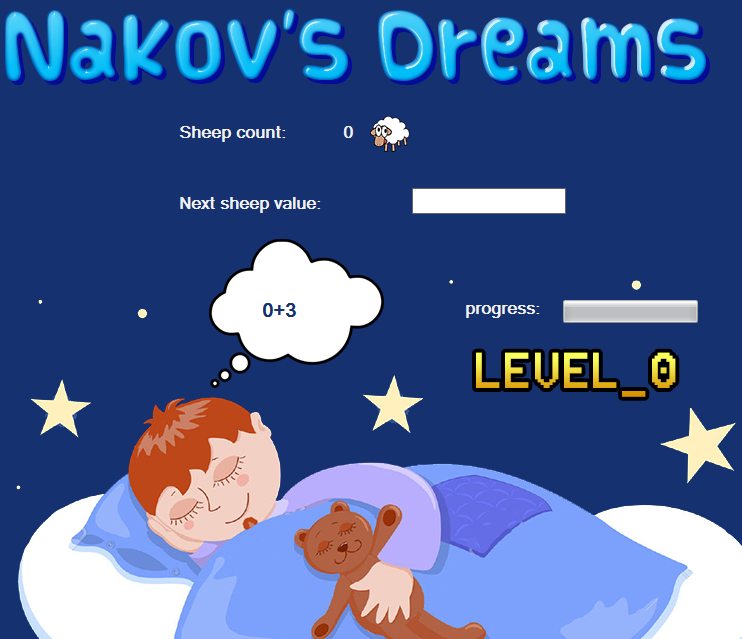 Nakov's Dreams
Sheep count: 0
Next sheep value:
0+3
progress:
LEVEL_0